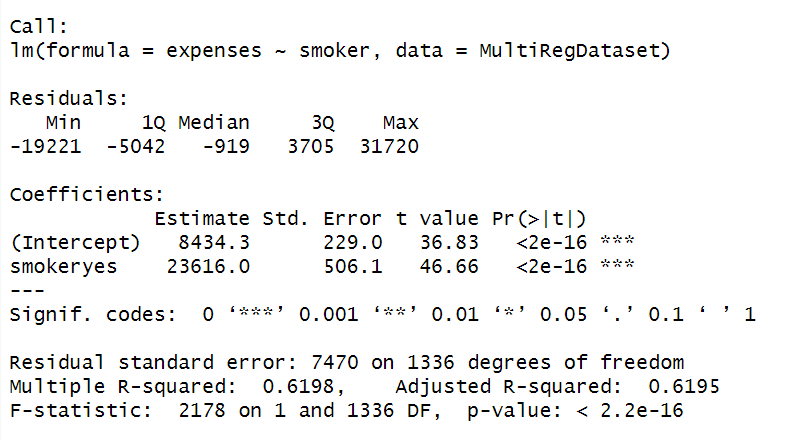 Call:
lm(formula = expenses ~ smoker, data = MultiRegDataset)
Residuals:
Min 1Q Median 3Q Max
-19221 -5042 -919 3705 31720
Coefficients:
Estimate Std. Error t value Pr(>|t|)
(Intercept) 8434.3 229.0 36.83 <2e-16 ***
smokeryes 23616.0 506.1 46.66 <2e-16 ***
---
Signif. codes: 0 ‘***’ 0.001 ‘**’ 0.01 ‘*’ 0.05 ‘.’ 0.1 ‘ ’ 1
Residual standard error: 7470 on 1336 degrees of freedom
Multiple R-squared: 0.6198, Adjusted R-squared: 0.6195
F-statistic: 2178 on 1 and 1336 DF, p-value: < 2.2e-16